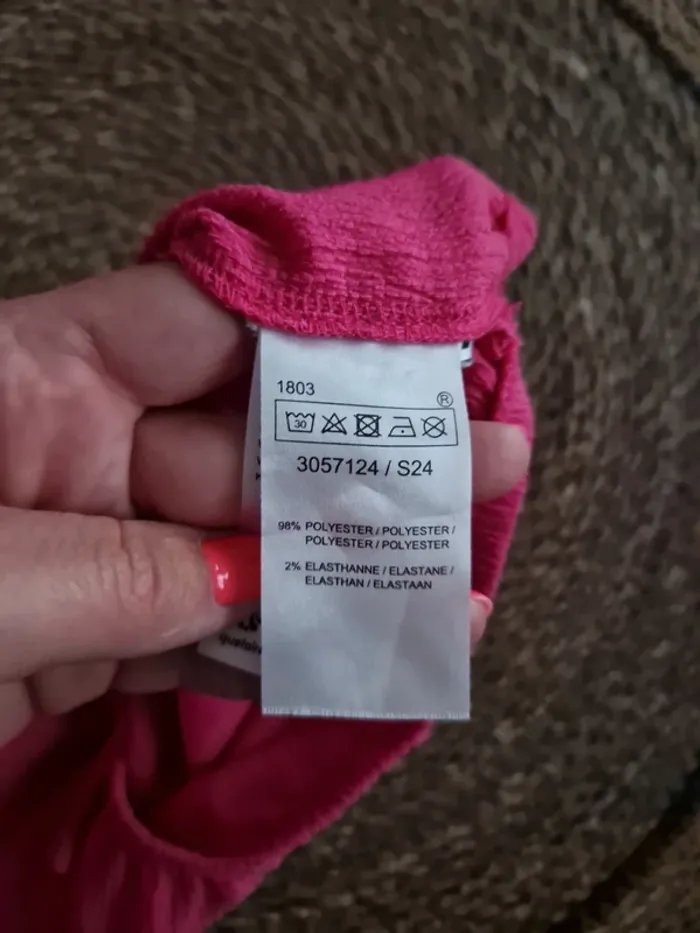 1803
®
30
3057124 / S24
98% POLYESTER / POLYESTER /
POLYESTER / POLYESTER
2% ELASTHANNE / ELASTANE /
ELASTHAN / ELASTAAN